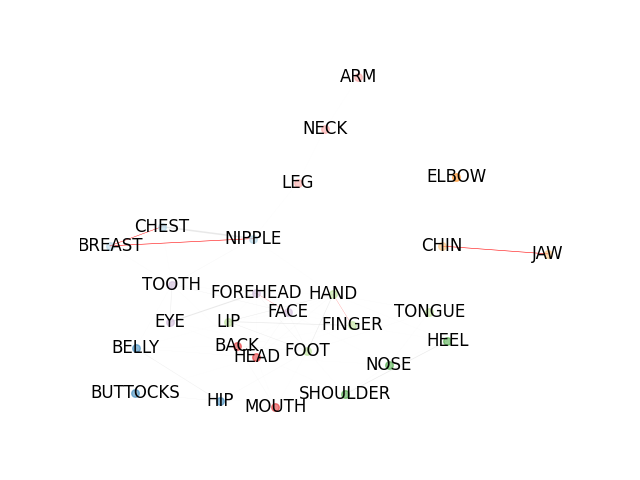 ARM
NECK
ELBOW
LEG
CHEST
NIPPLE
BREAST
CHIN
JAW
TOOTH
FOREHEAD
HAND
FACE
TONGUE
EYE
LIP
FINGER
HEEL
BELLY
BACK
FOOT
HEAD
NOSE
BUTTOCKS
SHOULDER
HIP
MOUTH